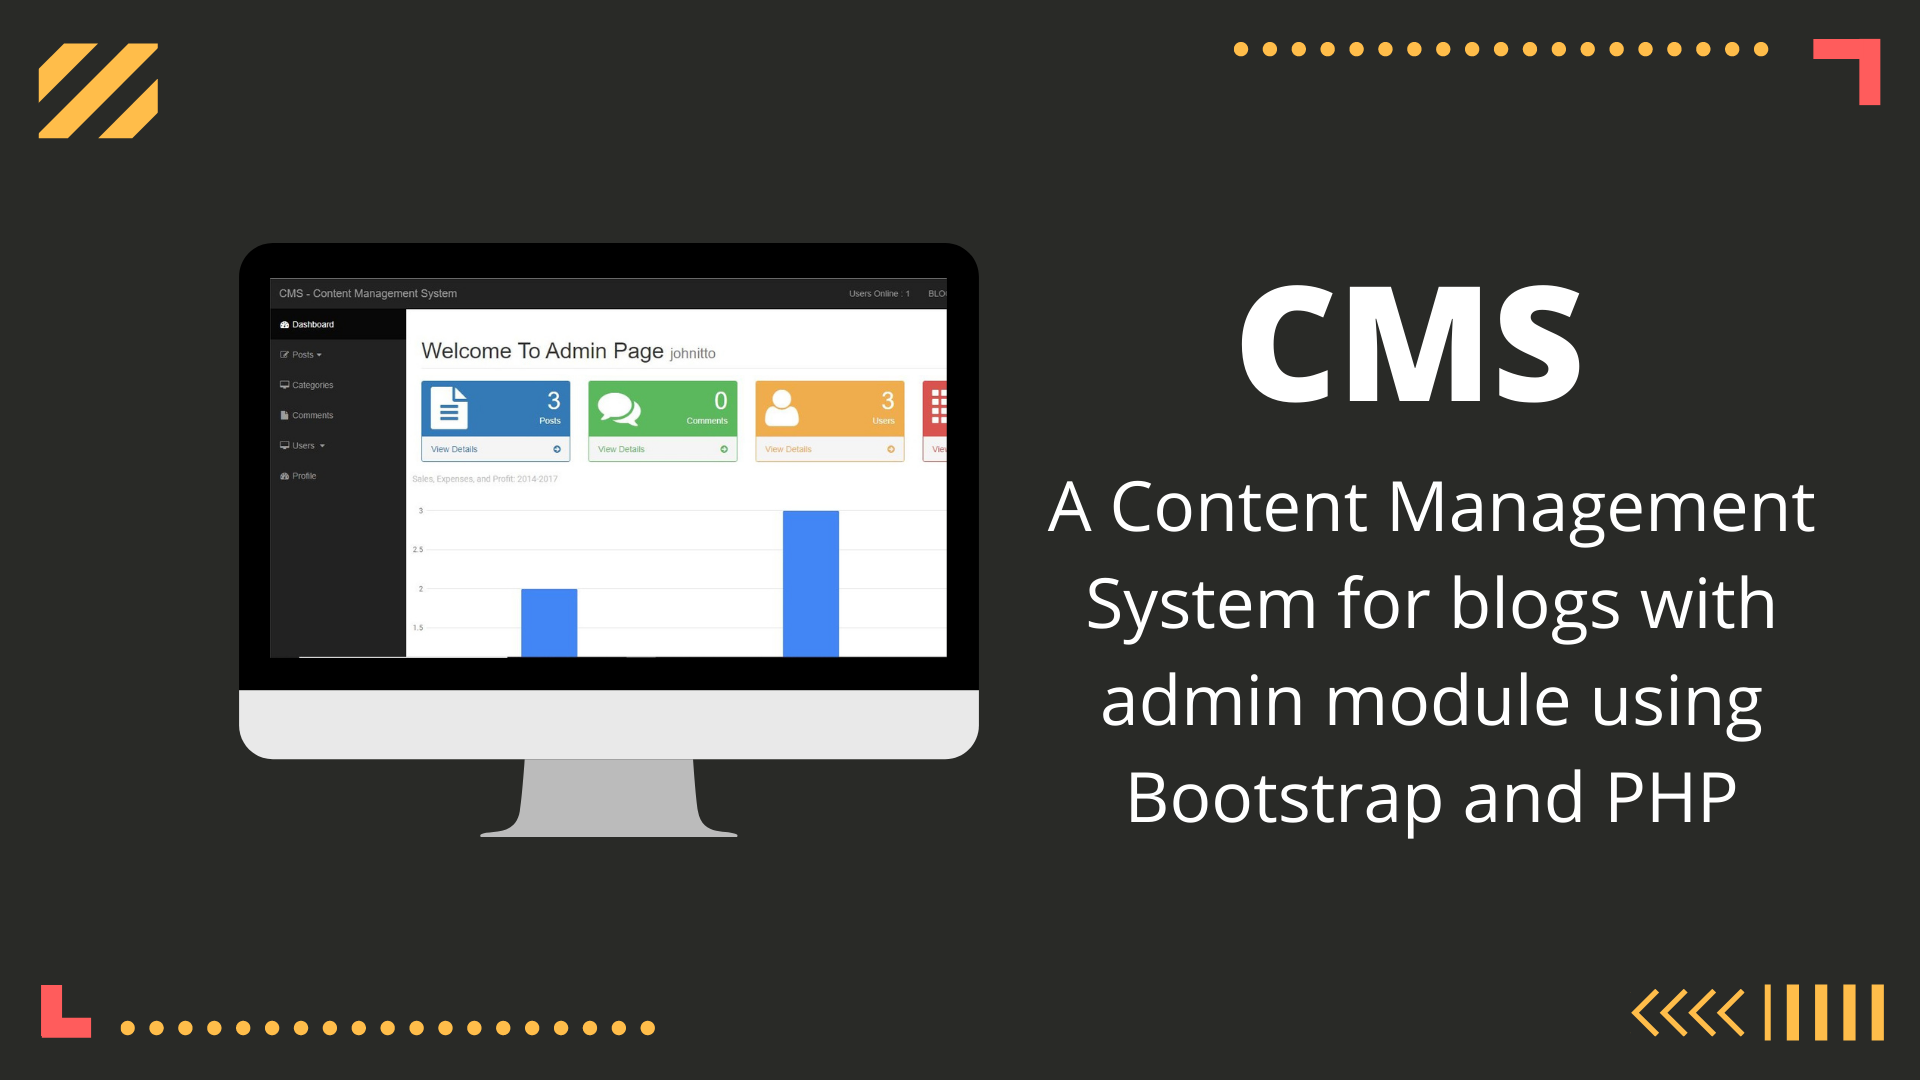 CMS - Content Management System
Users Online : 1
Dashboard
Posts
Categories
Comments
Users
Profile
Welcome To Admin Page johnitto
3
Posts
View Details
0
Comments
View Details
3
Users
View Details
Sales, Expenses, and Profit: 2014-2017
3
2.5
2
1.5
CMS
A Content Management
System for blogs with
admin module using
Bootstrap and PHP